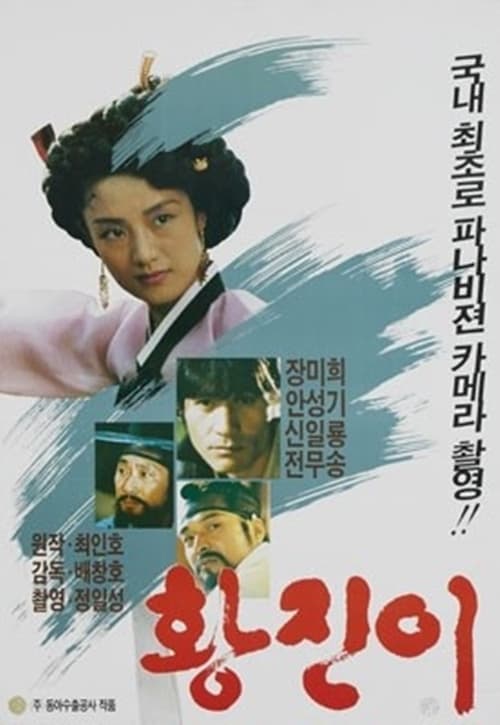 국내 최초로 파나비젼 카메라 촬영!!
장미희
안성기
신일룡
전무송
원작·최인호
감독·배창호
촬영·정일성
황진이
주 동아수출공사 작품